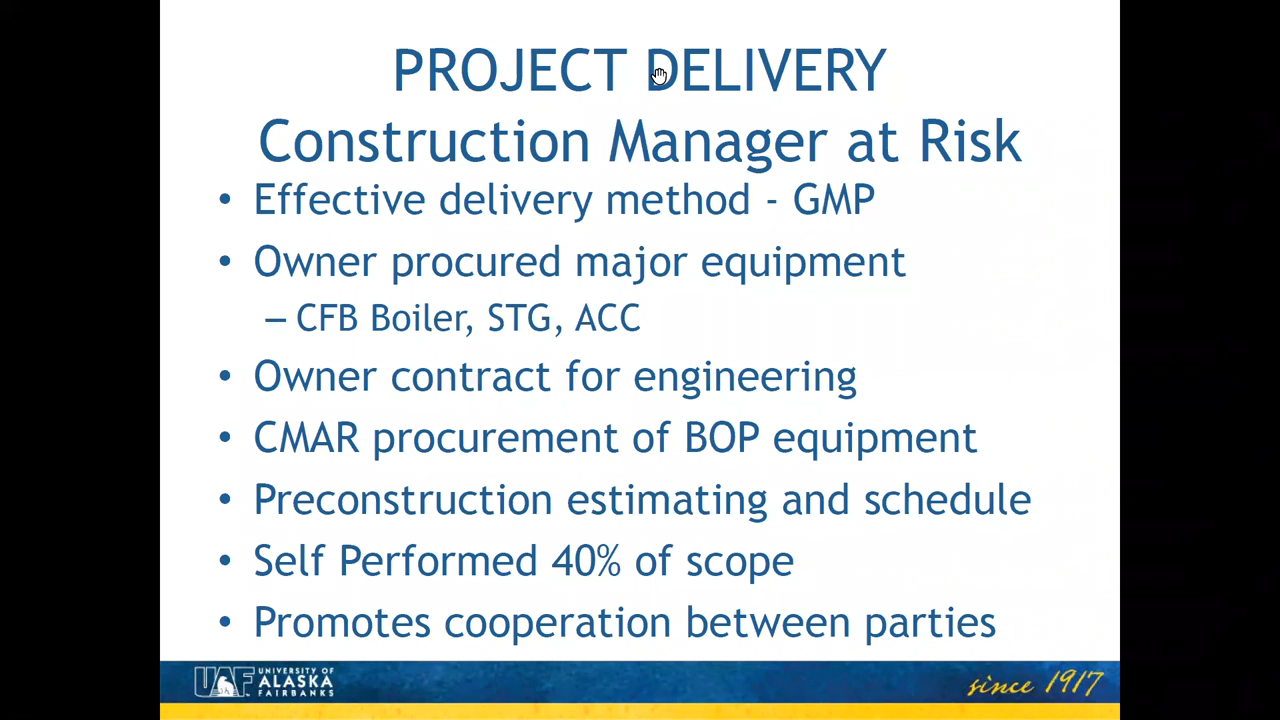 PROJECT DELIVERY
Construction Manager at Risk
• Effective delivery method - GMP
• Owner procured major equipment
– CFB Boiler, STG, ACC
• Owner contract for engineering
• CMAR procurement of BOP equipment
• Preconstruction estimating and schedule
• Self Performed 40% of scope
• Promotes cooperation between parties
UAF
UNIVERSITY OF
ALASKA
FAIRBANKS
since 1917